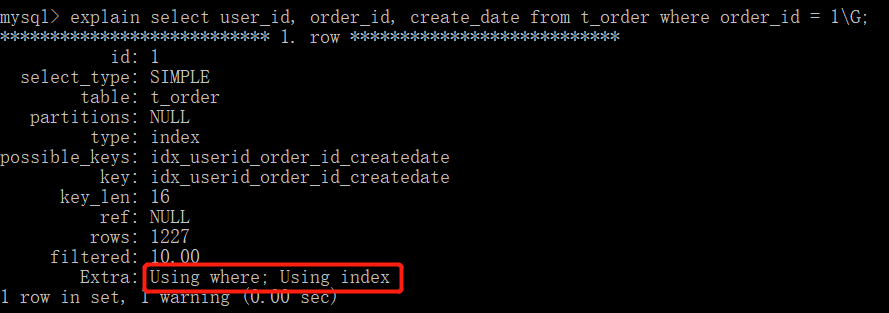 mysql> explain select user_id, order_id, create_date from t_order where order_id = 1\G;
*************************** 1. row ***************************
id: 1
select_type: SIMPLE
table: t_order
partitions: NULL
type: index
possible_keys: idx_userid_order_id_createdate
key: idx_userid_order_id_createdate
key_len: 16
ref: NULL
rows: 1227
filtered: 10.00
Extra: Using where; Using index
1 row in set, 1 warning (0.00 sec)